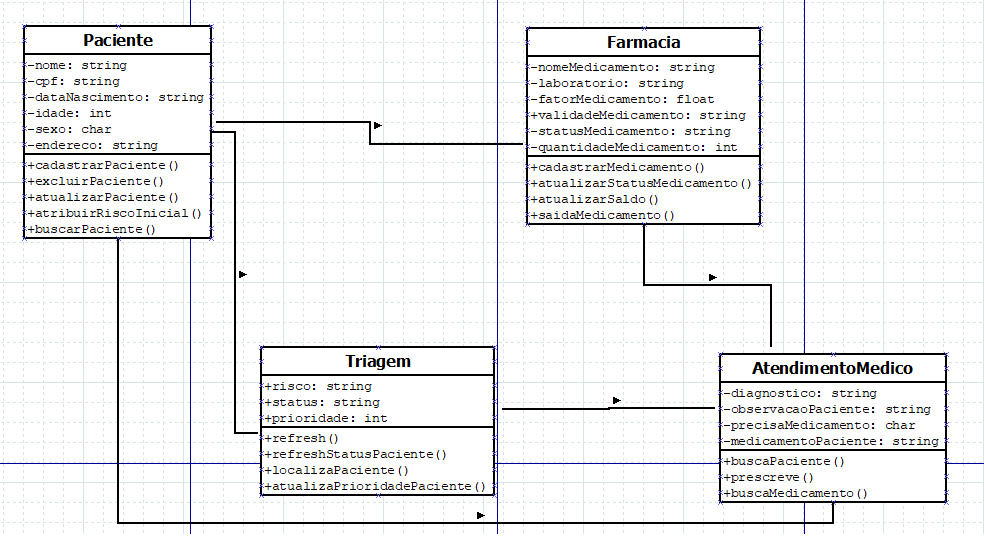 Paciente
-nome: string
-cpf: string
-dataNascimento: string
-idade: int
-sexo: char
-endereco: string
+cadastrarPaciente()
+excluirPaciente()
+atualizarPaciente()
+atribuirRiscoInicial()
+buscarPaciente()
Farmacia
-nomeMedicamento: string
-laboratorio: string
-fatorMedicamento: float
+validadeMedicamento: string
-statusMedicamento: string
-quantidadeMedicamento: int
+cadastrarMedicamento()
+atualizarStatusMedicamento()
+atualizarSaldo()
+saidaMedicamento()
Triagem
+risco: string
+status: string
+prioridade: int
+refresh()
+refreshStatusPaciente()
+localizaPaciente()
+atualizaPrioridadePaciente()
AtendimentoMedico
-diagnostico: string
-observacaoPaciente: string
-precisaMedicamento: char
-medicamentoPaciente: string
+buscaPaciente()
+prescreve()
+buscaMedicamento()